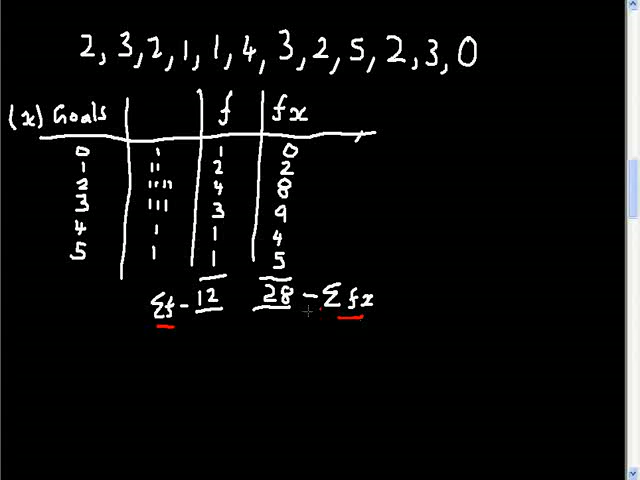 2, 3, 2, 1, 1, 4, 3, 2, 5, 2, 3, 0
(x) Goals f fx
0 1 0
1 2 2
2 4 8
3 3 9
4 1 4
5 1 5
Σf - 12 28 - Σfx